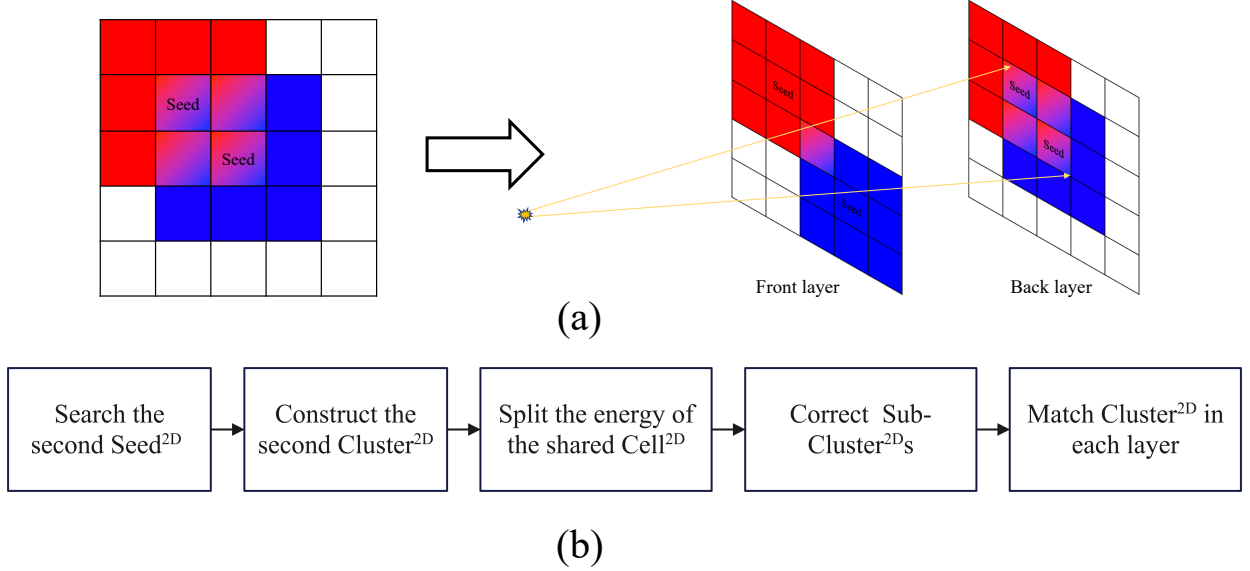 Seed
Seed
Seed
Seed
Seed
Seed
Front layer
Back layer
(a)
Search the
second Seed²ᴰ
Construct the
second Cluster²ᴰ
Split the energy of
the shared Cell²ᴰ
Correct Sub-
Cluster²ᴰs
Match Cluster²ᴰ in
each layer
(b)